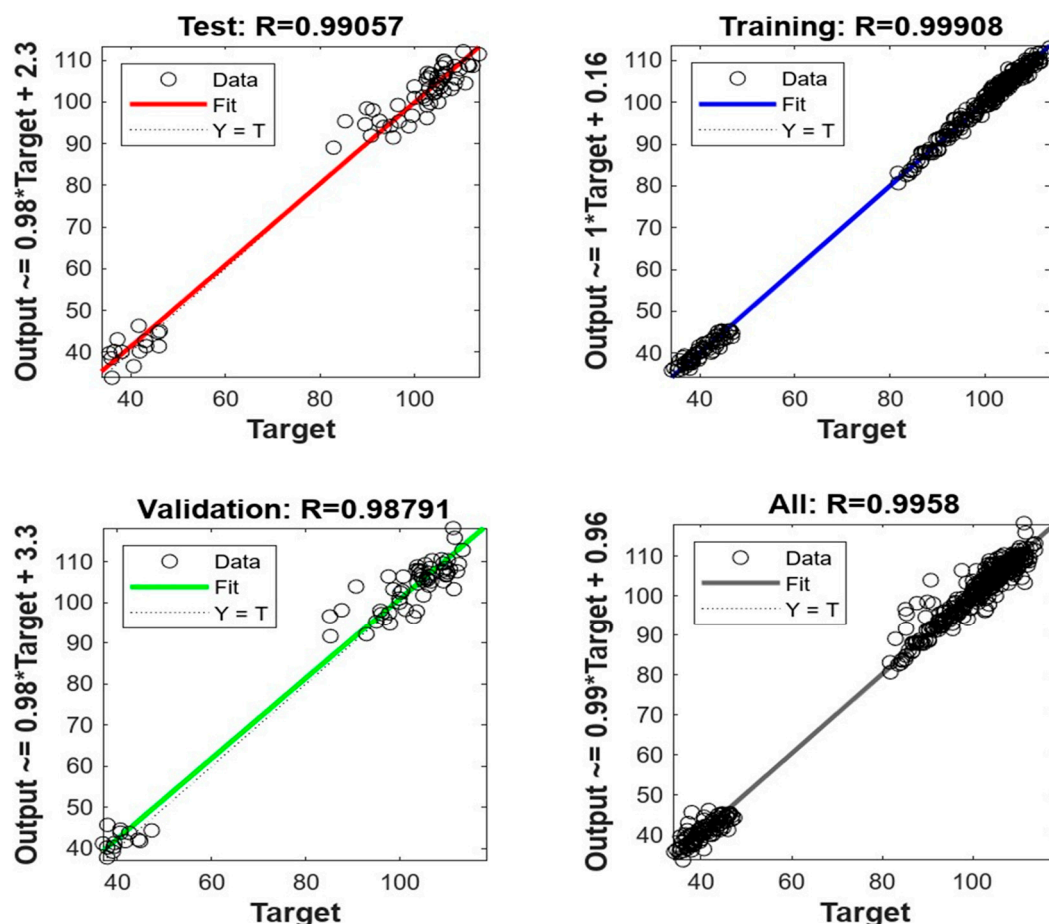 Test: R=0.99057
Output ~= 0.98*Target + 2.3
110
100
90
80
70
60
50
40
Data
Fit
Y = T
40
60
80
100
Target
Training: R=0.99908
Output ~= 1*Target + 0.16
110
100
90
80
70
60
50
40
Data
Fit
Y = T
40
60
80
100
Target
Validation: R=0.98791
Output ~= 0.98*Target + 3.3
110
100
90
80
70
60
50
40
Data
Fit
Y = T
40
60
80
100
Target
All: R=0.9958
Output ~= 0.99*Target + 0.96
110
100
90
80
70
60
50
40
Data
Fit
Y = T
40
60
80
100
Target